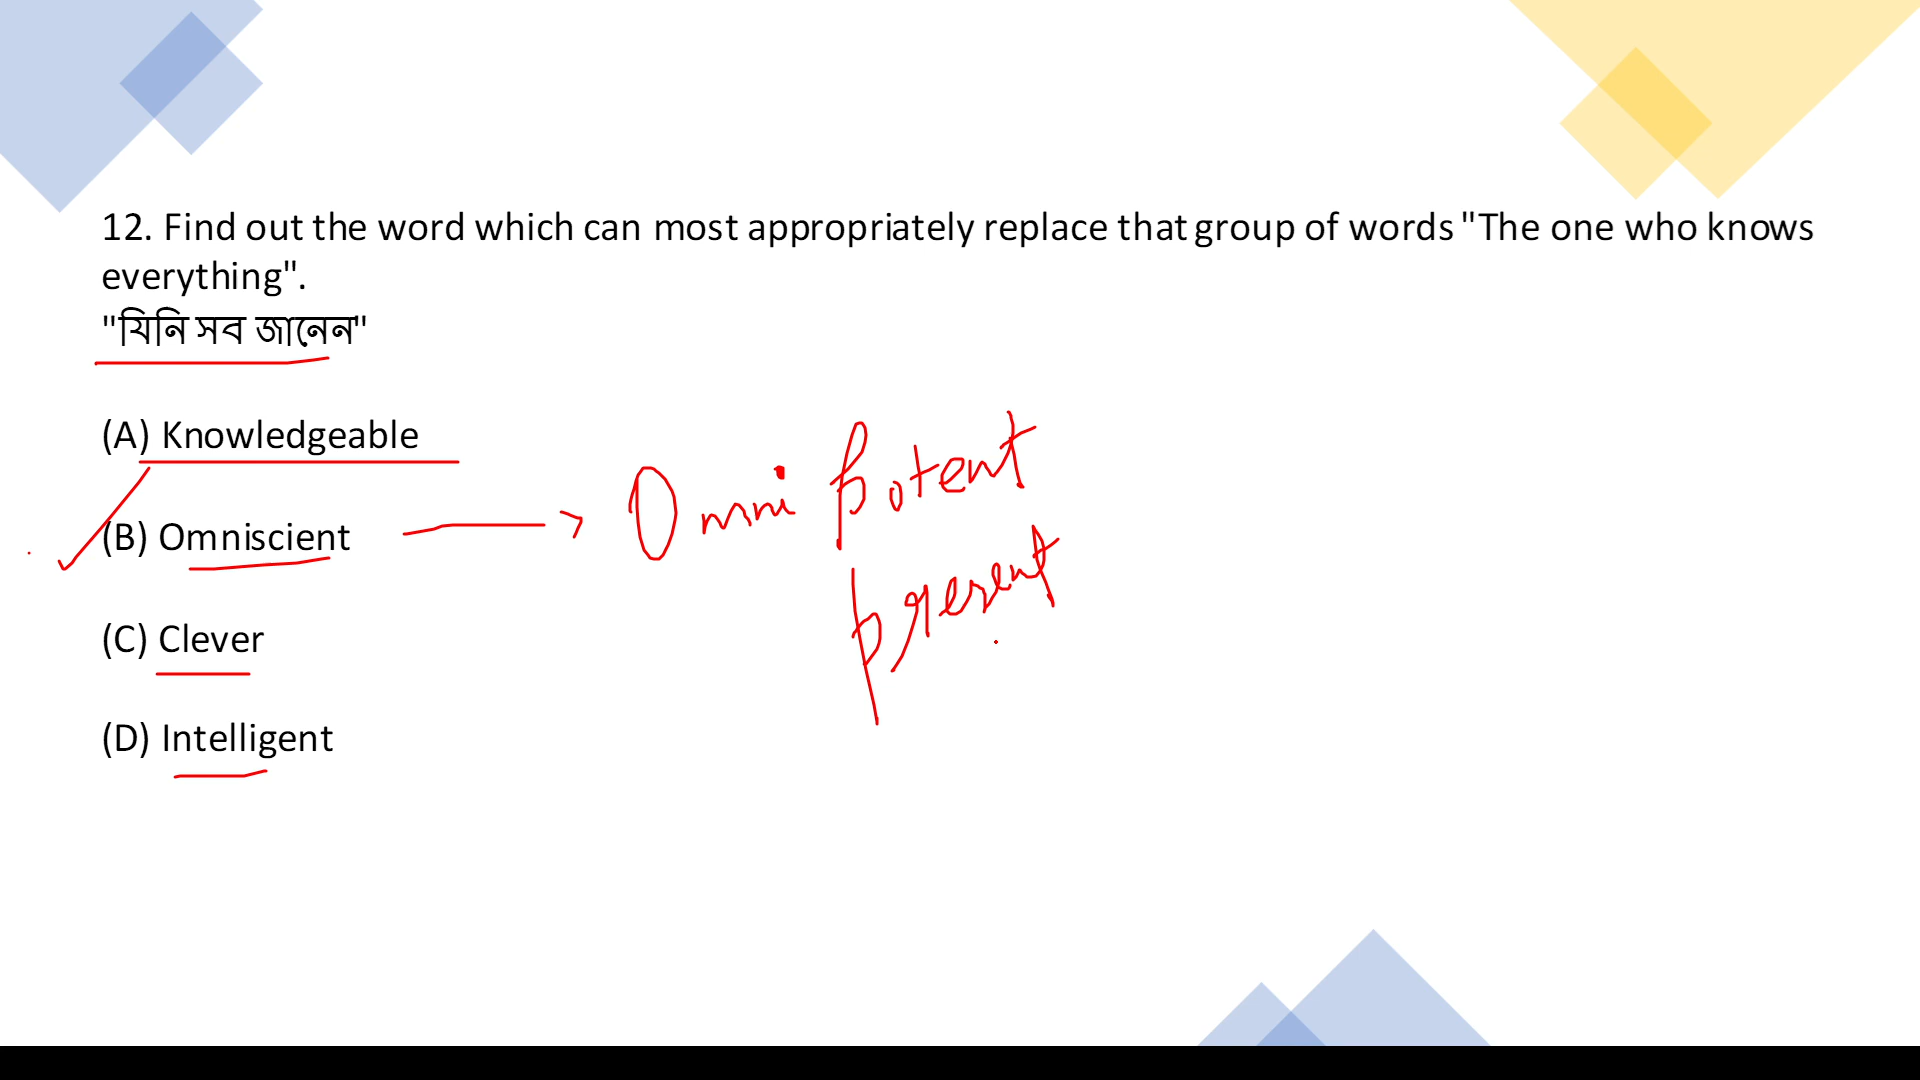 12. Find out the word which can most appropriately replace that group of words "The one who knows
everything".
"যিনি সব জানেন"
(A) Knowledgeable
(B) Omniscient
Omni potent
present
(C) Clever
(D) Intelligent